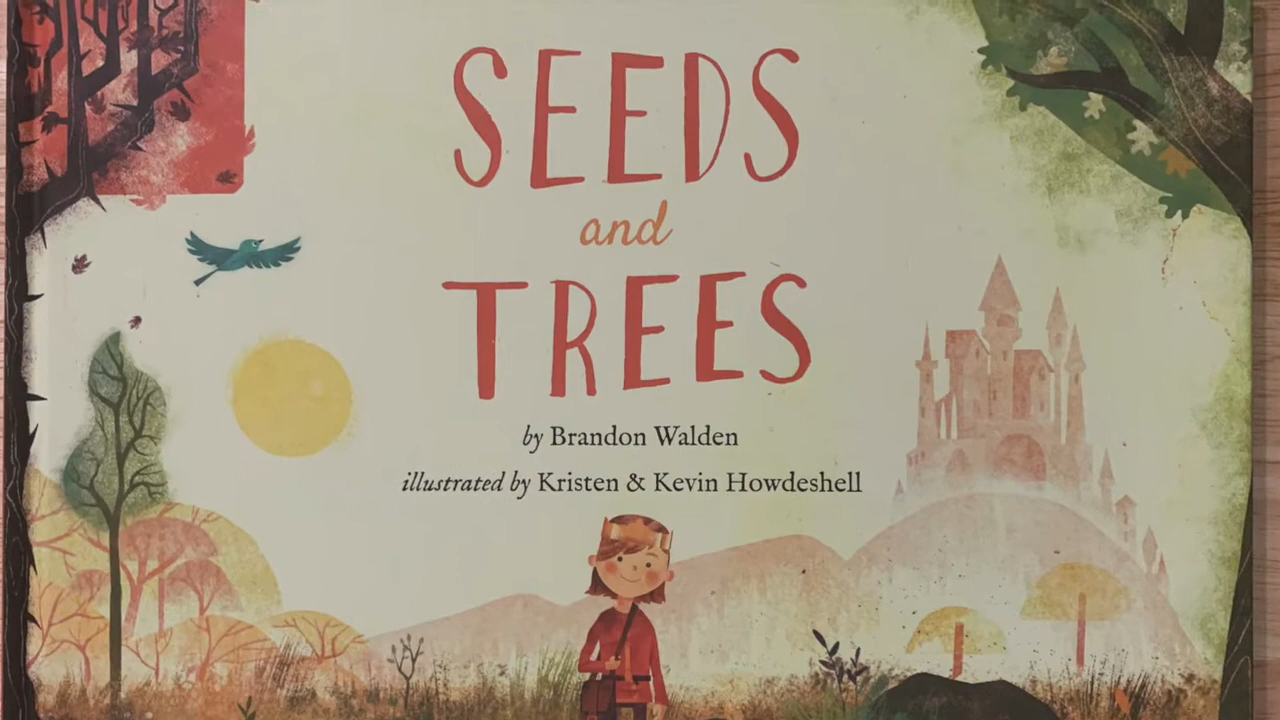 SEEDS
and
TREES
by Brandon Walden
illustrated by Kristen & Kevin Howdeshell